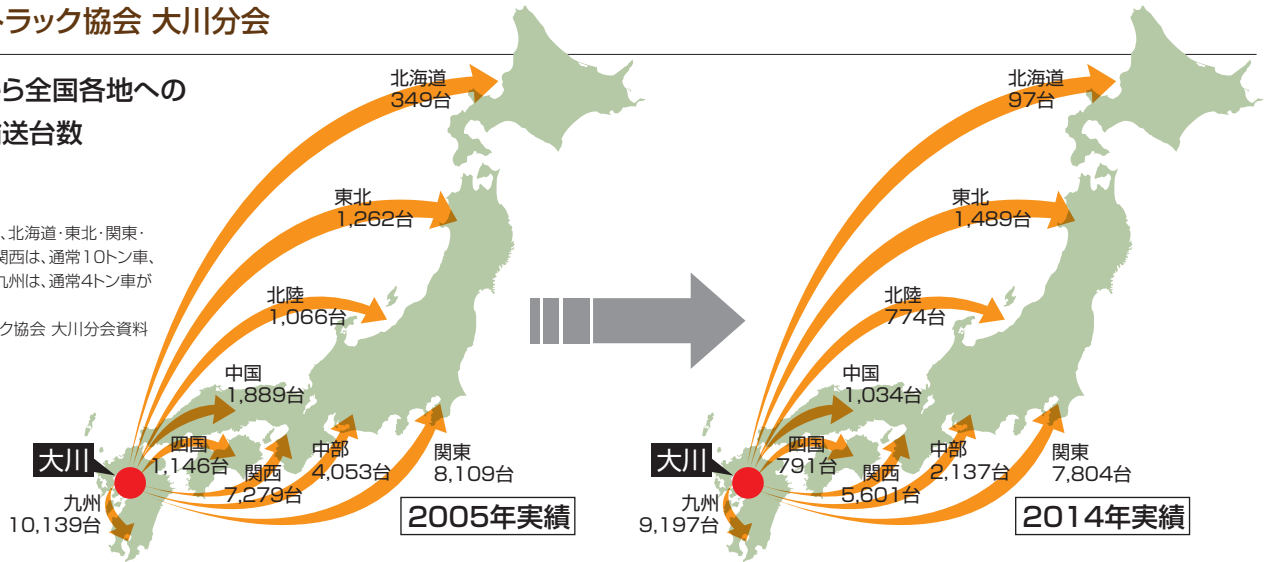 トラック協会 大川分会
ら全国各地への
送台数
、北海道・東北・関東・
関西は、通常10トン車、
九州は、通常4トン車が
ック協会 大川分会資料
北海道
349台
東北
1,262台
北陸
1,066台
中国
1,889台
四国
1,146台
関西
7,279台
中部
4,053台
関東
8,109台
大川
九州
10,139台
2005年実績
北海道
97台
東北
1,489台
北陸
774台
中国
1,034台
四国
791台
関西
5,601台
中部
2,137台
関東
7,804台
大川
九州
9,197台
2014年実績